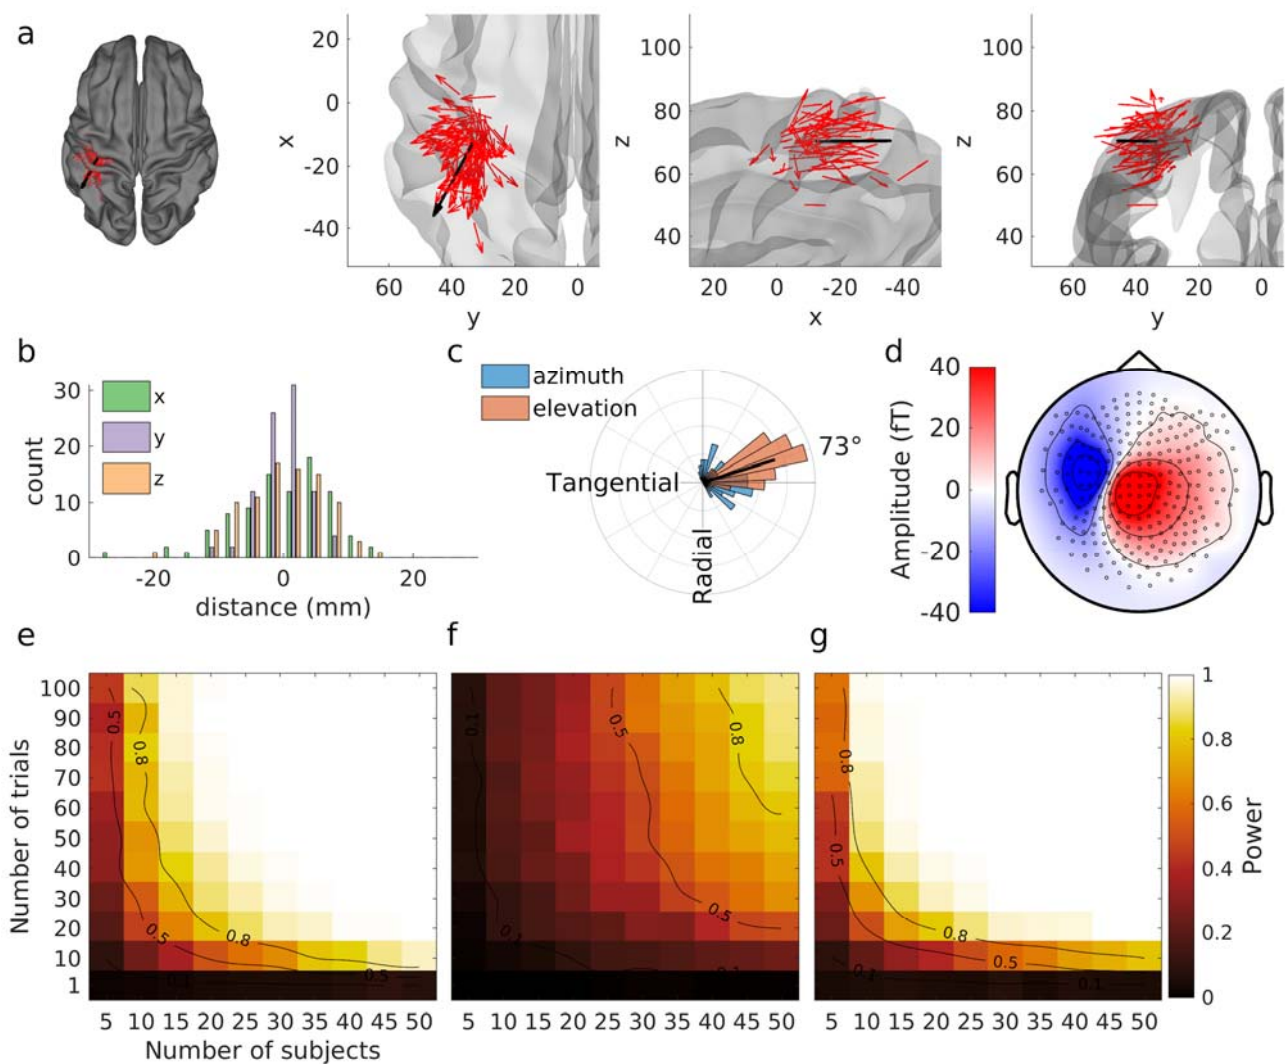 a
x
20
0
-20
-40
60 40 20 0
y
z
100
80
60
40
20 0 -20 -40
x
z
100
80
60
40
60 40 20 0
y
b
count
30
20
10
0
x
y
z
-20 0 20
distance (mm)
c
azimuth
elevation
73°
Tangential
Radial
d
Amplitude (fT)
40
20
0
-20
-40
e
Number of trials
100
90
80
70
60
50
40
30
20
10
1
0.5
0.8
0.5
0.8
0.5
0.1
5 10 15 20 25 30 35 40 45 50
Number of subjects
f
0.1
0.5
0.8
0.5
0.1
0.1
5 10 15 20 25 30 35 40 45 50
g
0.8
0.5
0.8
0.5
0.1
0.1
5 10 15 20 25 30 35 40 45 50
1
0.8
0.6
0.4
0.2
0
Power